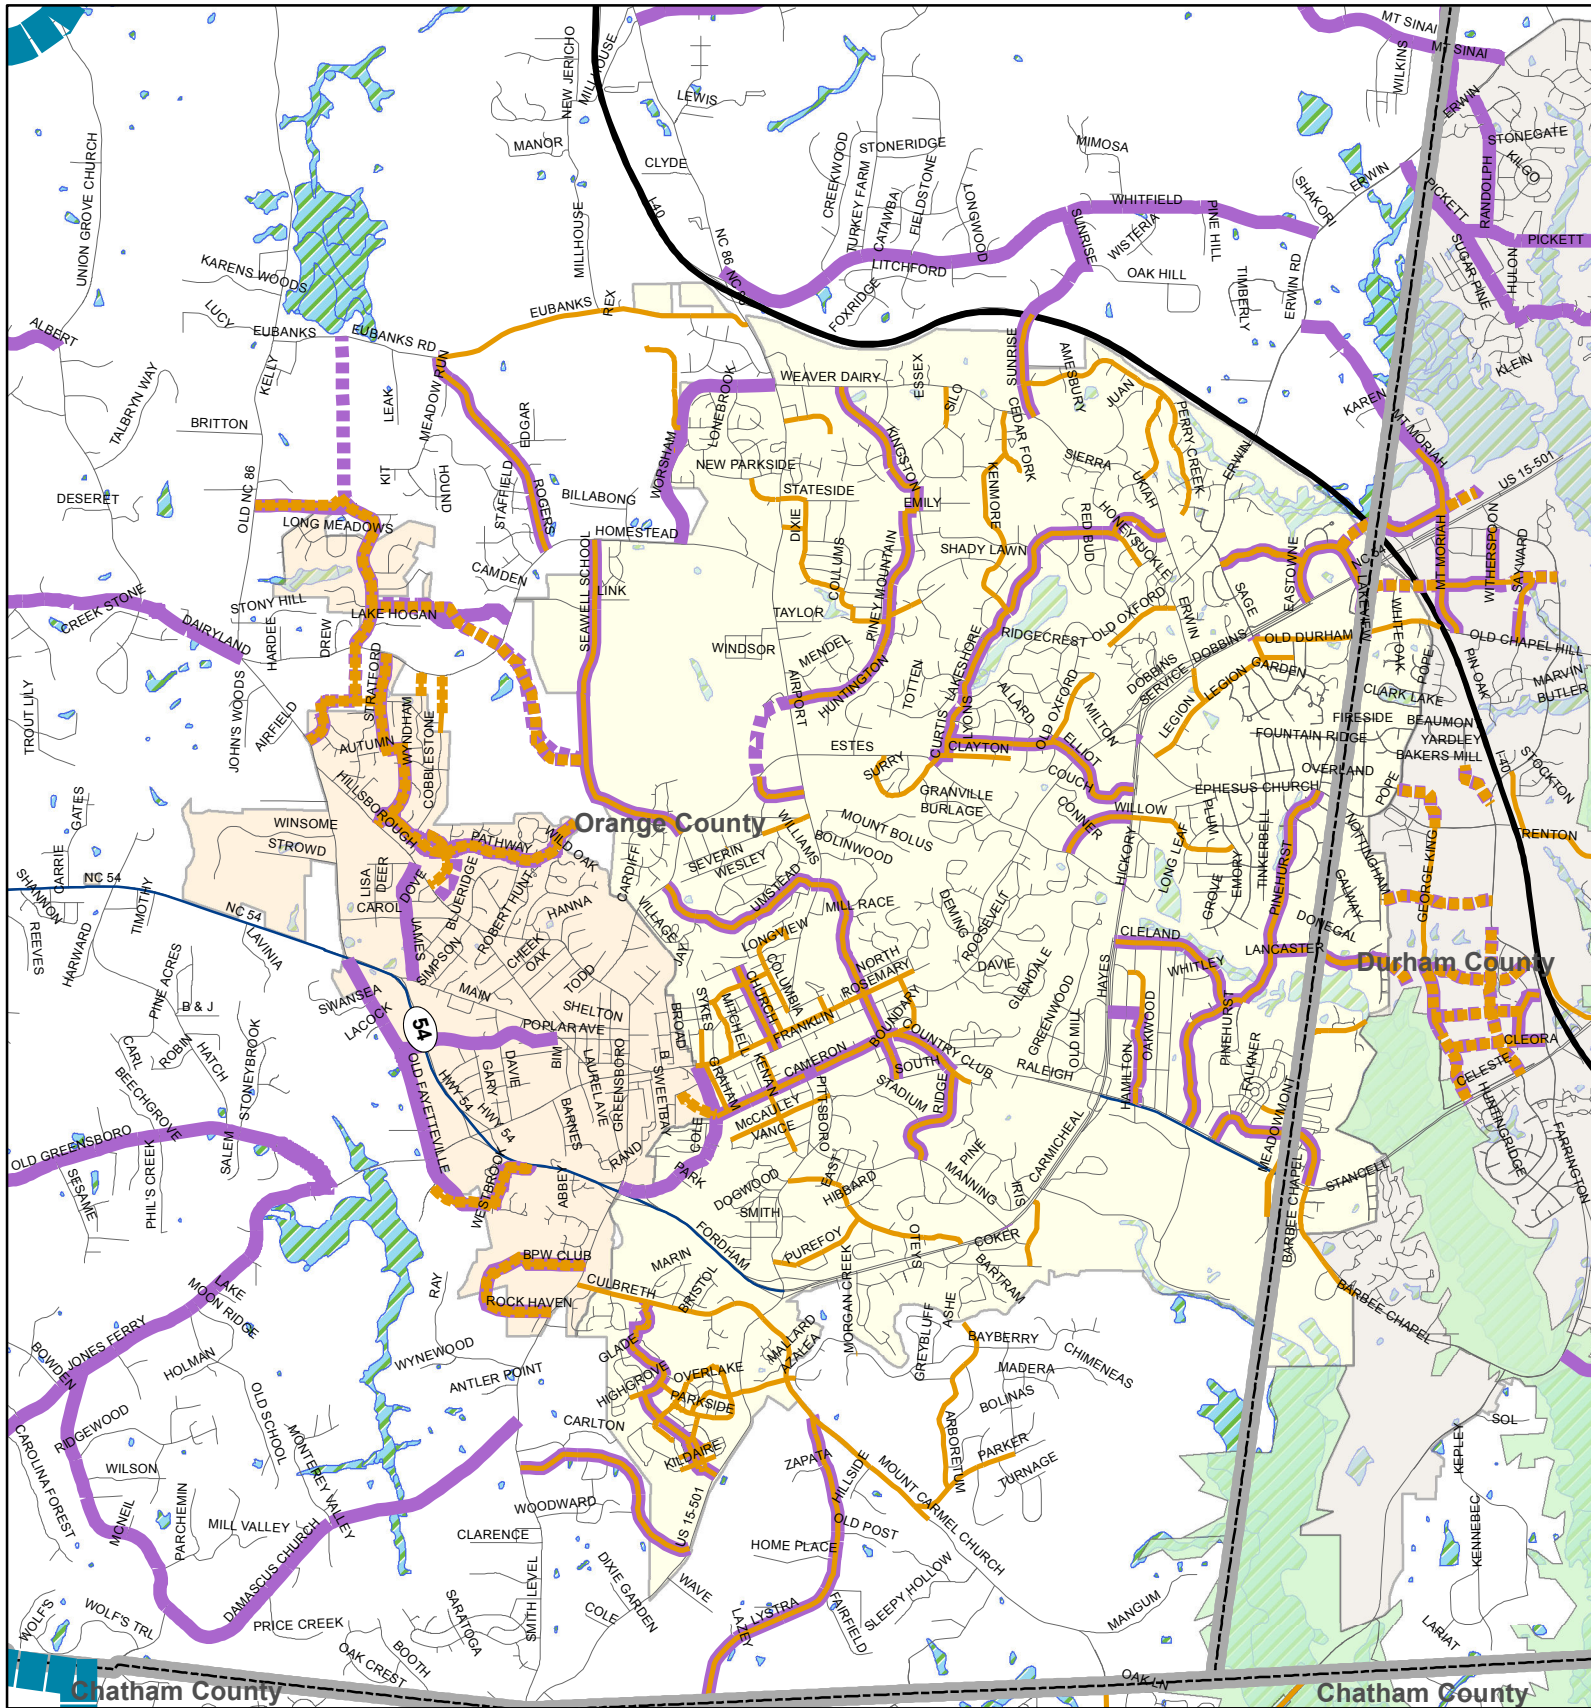 MT SINAI
MT SINAI
WILKINS
NEW JERICHO
MILLHOUSE
LEWIS
ERWIN
STONEGATE
KILGO
RANDOLPH
UNION GROVE CHURCH
MANOR
CLYDE
CREEKWOOD
TURKEY FARM
STONERIDGE
CATAWBA
FIELDSTONE
LONGWOOD
MIMOSA
SHAKORI
ERWIN
PICKETT
PICKETT
SUGAR PINE
HULON
I-40
NC 86
MILLHOUSE
WHITFIELD
SUNRISE
WISTERIA
PINE HILL
LITCHFORD
OAK HILL
FOXRIDGE
TIMBERLY
ERWIN RD
KARENS WOODS
LUCY
EUBANKS
EUBANKS RD
EUBANKS
REX
ALBERT
KELLY
MEADOW RUN
LEAK
TALBRYN WAY
BRITTON
EDGAR
LONEBROOK
WEAVER DAIRY
ESSEX
SILO
SUNRISE
CEDAR FORK
AMESBURY
JUAN
PERRY CREEK
KLEIN
KAREN
MT MORIAH
DESERET
OLD NC 86
KIT
HOUND
STAFFIELD
ROGERS
BILLABONG
WORSHAM
NEW PARKSIDE
STATESIDE
KINGSTON
EMILY
KENMORE
SIERRA
UKIAH
ERWIN
US 15-501
LONG MEADOWS
HOMESTEAD
DIXIE
COLLUMS
SHADY LAWN
RED BUD
HONEYSUCKLE
CAMDEN
SEAWELL SCHOOL
LINK
TAYLOR
PINEY MOUNTAIN
EASTOWNE
NC 54
LAKEVIEW
MT MORIAH
WITHERSPOON
SAYWARD
CREEK STONE
DAIRYLAND
STONY HILL
HARDEE
DREW
LAKE HOGAN
WINDSOR
MENDEL
TOTTEN
LAKESHORE
RIDGECREST
OLD OXFORD
ERWIN
SAGE
DOBBINS
OLD DURHAM
WHITE OAK
POPE
OLD CHAPEL HILL
PIN OAK
MARVIN
BUTLER
TROUT LILY
JOHN'S WOODS
AIRFIELD
STRATFORD
AUTUMN
WYNDHAM
COBBLESTONE
AIRPORT
HUNTINGTON
ESTES
SURRY
CURTIS
LYONS
CLAYTON
ALLARD
OLD OXFORD
ELLIOT
MILTON
DOBBINS
SERVICE
LEGION
LEGION
GARDEN
CLARK LAKE
FIRESIDE
BEAUMONT
YARDLEY
BAKERS MILL
FOUNTAIN RIDGE
OVERLAND
POPE
I-40
STOCKTON
HILLSBOROUGH
GRANVILLE
BURLAGE
COUCH
CONNER
WILLOW
EPHESUS CHURCH
PLUM
TINKERBELL
NOTTINGHAM
TRENTON
GEORGE KING
GATES
CARRIE
WINSOME
STROWD
PATHWAY
WILD OAK
Orange County
WILLIAMS
MOUNT BOLUS
BOLINWOOD
SEVERIN
WESLEY
HICKORY
LONG LEAF
GROVE
EMORY
PINEHURST
GALLWAY
DONEGAL
SHANNON
NC 54
TIMOTHY
NC 54
LISA
DEER
CAROL
DOVE
BLUERIDGE
ROBERT HUNT
HANNA
CARDIFF
VILLAGE
JAY
UMSTEAD
MILL RACE
LONGVIEW
DEMING
ROOSEVELT
CLELAND
WHITLEY
LANCASTER
Durham County
REEVES
HARWARD
LAVINIA
JAMES
SIMPSON
CHEEK
OAK
TODD
PINE ACRES
B & J
SWANSEA
LACOCK
MAIN
SHELTON
POPLAR AVE
BROAD
SYKES
MITCHELL
CHURCH
COLUMBIA
NORTH
ROSEMARY
DAVIE
GLENDALE
GREENWOOD
OLD MILL
HAYES
OAKWOOD
HAMILTON
PINEHURST
FALKNER
CLEORA
CELESTE
54
CARL
ROBIN
HATCH
BEECHGROVE
STONEYBROOK
OLD FAYETTEVILLE
HWY 54
HWY 54
GARY
DAVIE
BIM
LAUREL AVE
GREENSBORO
BARNES
SWEETBAY
GRAHAM
KENAN
FRANKLIN
CAMERON
BOUNDARY
COUNTRY CLUB
RALEIGH
SOUTH
STADIUM
RIDGE
McCAULEY
VANCE
PITTSBORO
COLE
RAND
PARK
OLD GREENSBORO
SESAME
PHIL'S CREEK
SALEM
WESTBROOK
ABBEY
DOGWOOD
SMITH
EAST
HIBBARD
PINE
MANNING
IRIS
CARMICHEAL
MEADOWMONT
BARBEE CHAPEL
STANCELL
HUNTINGRIDGE
FARRINGTON
BPW CLUB
ROCK HAVEN
CULBRETH
MARIN
BRISTOL
FORDHAM
PUREFOY
MORGAN CREEK
OTEYS
COKER
BARTRAM
BARBEE CHAPEL
LAKE
MOON RIDGE
RAY
JONES FERRY
BOWDEN
HOLMAN
WYNEWOOD
ANTLER POINT
GLADE
HIGHGROVE
OVERLAKE
PARKSIDE
MALLARD
AZALEA
GREYBLUFF
ASHE
BAYBERRY
CHIMENEAS
MADERA
BOLINAS
RIDGEWOOD
OLD SCHOOL
MONTEREY VALLEY
CARLTON
KILDAIRE
ZAPATA
HILLSIDE
ARBORETUM
PARKER
TURNAGE
KEPLEY
SOL
CAROLINA FOREST
WILSON
MCNEIL
PARCHEMIN
MILL VALLEY
DAMASCUS CHURCH
WOODWARD
CLARENCE
US 15-501
OLD POST
HOME PLACE
MOUNT CARMEL CHURCH
KENNEBEC
WOLF'S
WOLF'S TRL
PRICE CREEK
SARATOGA
SMITH LEVEL
DIXIE GARDEN
COLE
WAVE
LAZEY
LYSTRA
FAIRFIELD
SLEEPY HOLLOW
MANGUM
LARIAT
OAK CREST
BOOTH
OAK LN
Chatham County
Chatham County